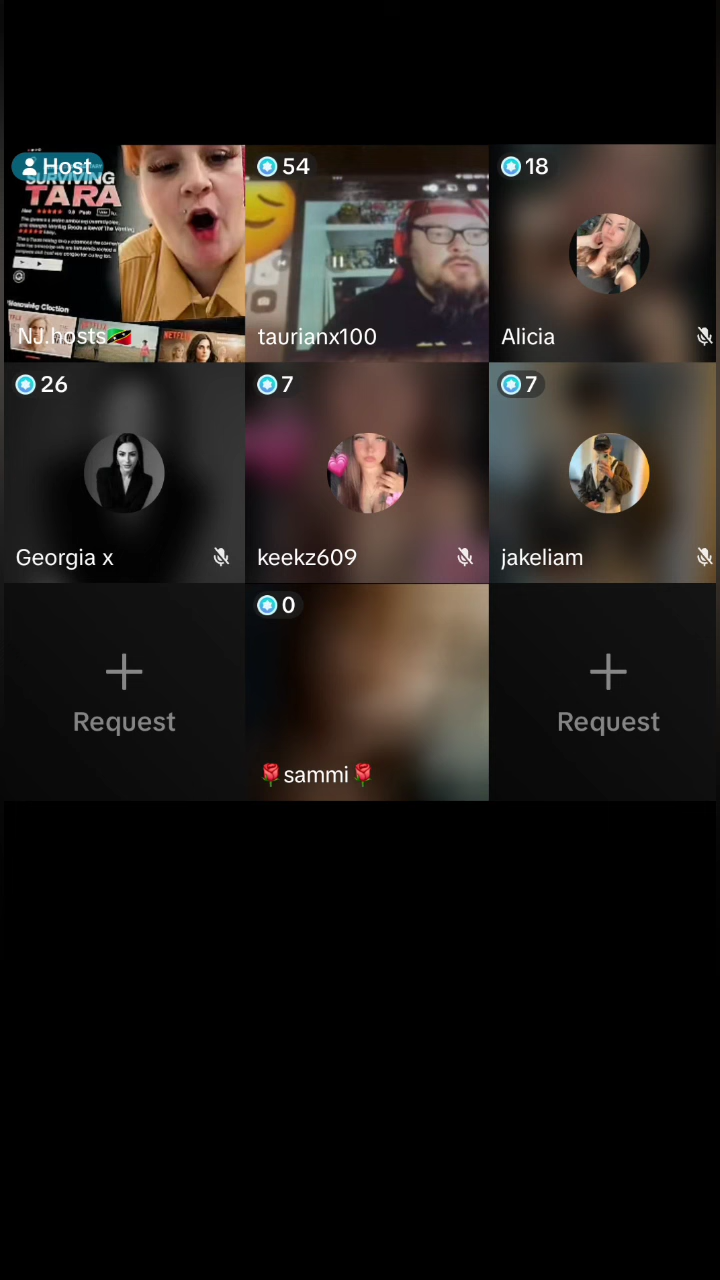 Host
SURVIVING
TARA
NJ.hosts🇰🇳
NETFLIX
NETFLIX
54
taurianx100
18
Alicia
26
Georgia x
7
keekz609
7
jakeliam
Request
0
🌹sammi🌹
Request